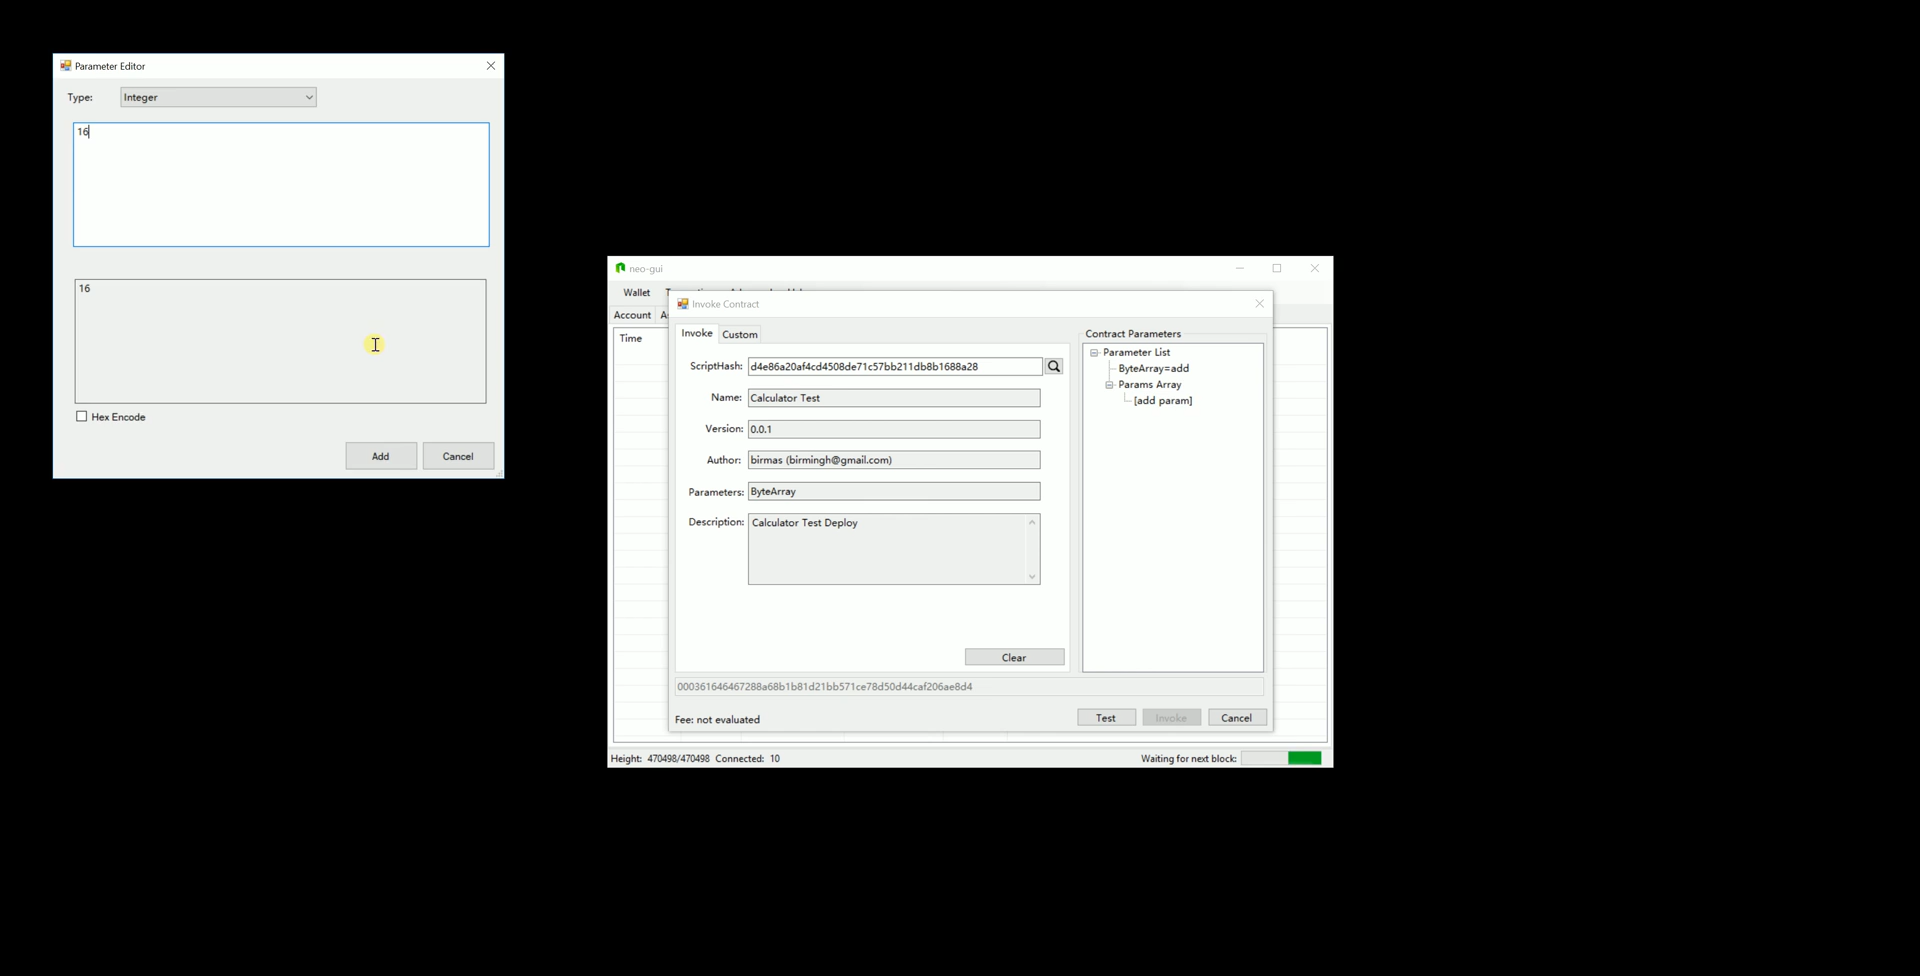 Parameter Editor
Type: Integer
16
16
Hex Encode
Add Cancel
neo-gui
Wallet
Invoke Contract
Account
Invoke Custom
Contract Parameters
Time
Parameter List
ScriptHash: d4e86a20af4cd4508de71c57bb211db8b1688a28
ByteArray=add
Params Array
Name: Calculator Test
[add param]
Version: 0.0.1
Author: birmas (birmingh@gmail.com)
Parameters: ByteArray
Description: Calculator Test Deploy
Clear
000361646467288a68b1b81d21bb571ce78d50d44caf206ae8d4
Fee: not evaluated
Test Invoke Cancel
Height: 470498/470498 Connected: 10
Waiting for next block: